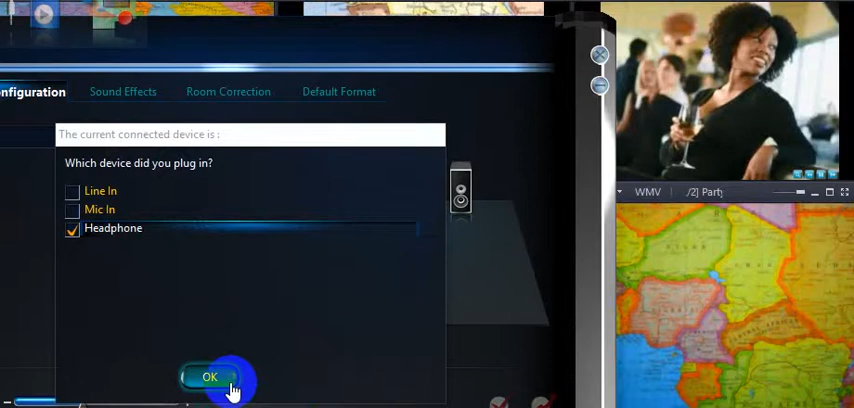 nfiguration Sound Effects Room Correction Default Format
The current connected device is :
Which device did you plug in?
Line In
Mic In
Headphone
OK
WMV /2] Party